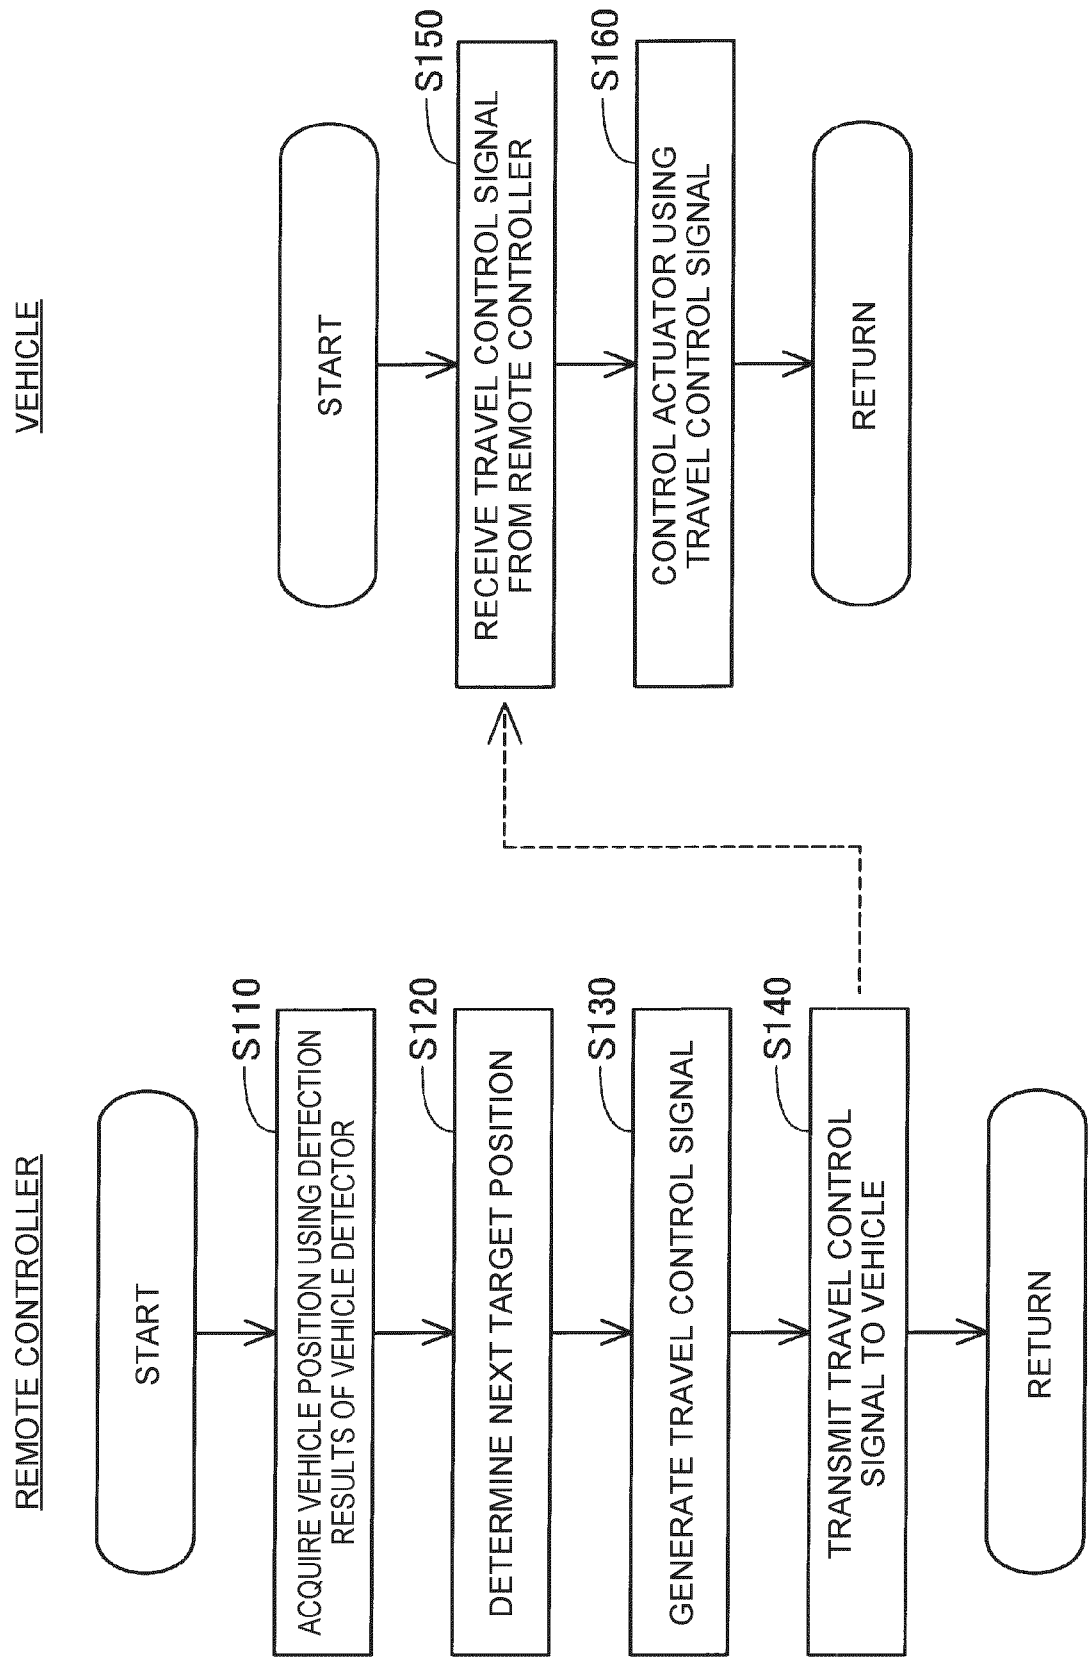 REMOTE CONTROLLER
START
S110
ACQUIRE VEHICLE POSITION USING DETECTION
RESULTS OF VEHICLE DETECTOR
S120
DETERMINE NEXT TARGET POSITION
S130
GENERATE TRAVEL CONTROL SIGNAL
S140
TRANSMIT TRAVEL CONTROL
SIGNAL TO VEHICLE
RETURN
VEHICLE
START
S150
RECEIVE TRAVEL CONTROL SIGNAL
FROM REMOTE CONTROLLER
S160
CONTROL ACTUATOR USING
TRAVEL CONTROL SIGNAL
RETURN